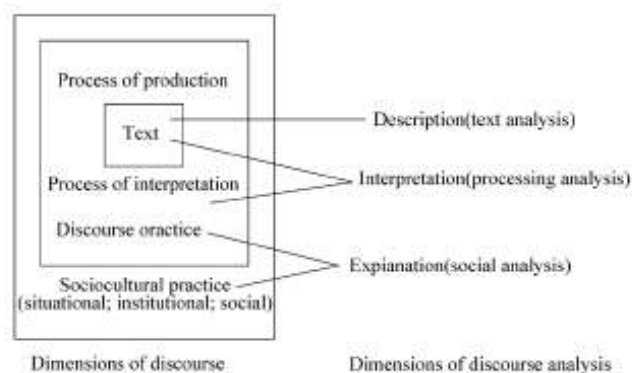 Process of production
Text
Description(text analysis)
Process of interpretation
Interpretation(processing analysis)
Discourse oractice
Expianation(social analysis)
Sociocultural practice
(situational; institutional; social)
Dimensions of discourse
Dimensions of discourse analysis